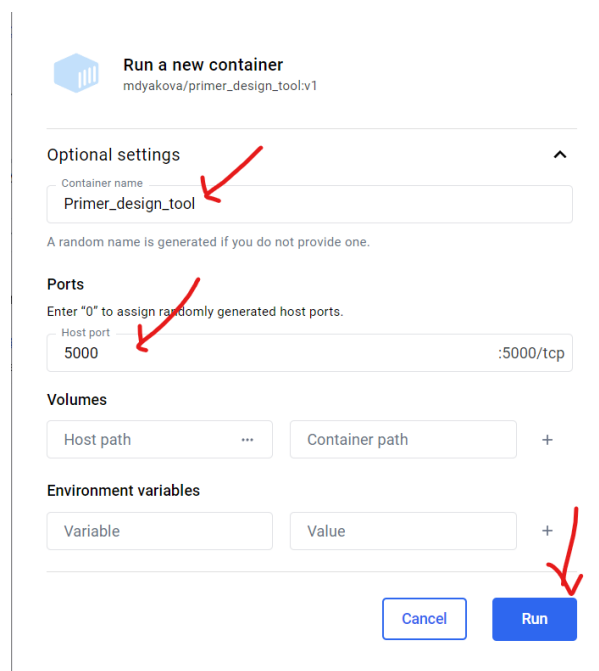 Run a new container
mdyakova/primer_design_tool:v1
Optional settings
Container name
Primer_design_tool
A random name is generated if you do not provide one.
Ports
Enter “0” to assign randomly generated host ports.
Host port
5000 :5000/tcp
Volumes
Host path ... Container path +
Environment variables
Variable Value +
Cancel Run